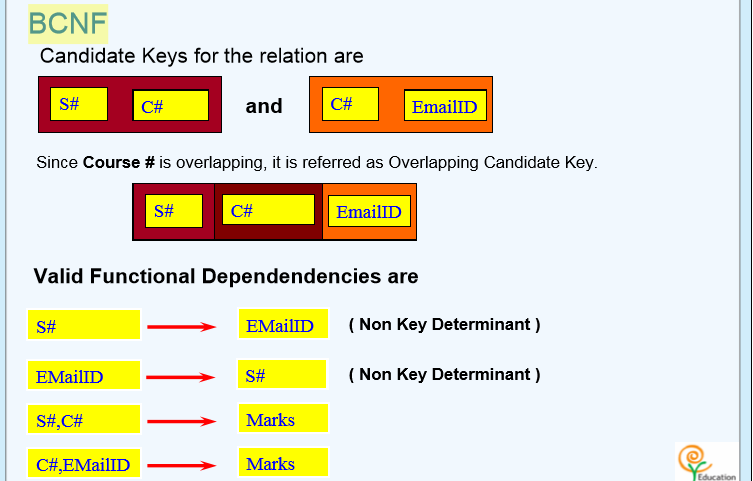 BCNF
Candidate Keys for the relation are
S# C# and C# EmailID
Since Course # is overlapping, it is referred as Overlapping Candidate Key.
S# C# EmailID
Valid Functional Dependendencies are
S# EMailID ( Non Key Determinant )
EMailID S# ( Non Key Determinant )
S#,C# Marks
C#,EMailID Marks
Education